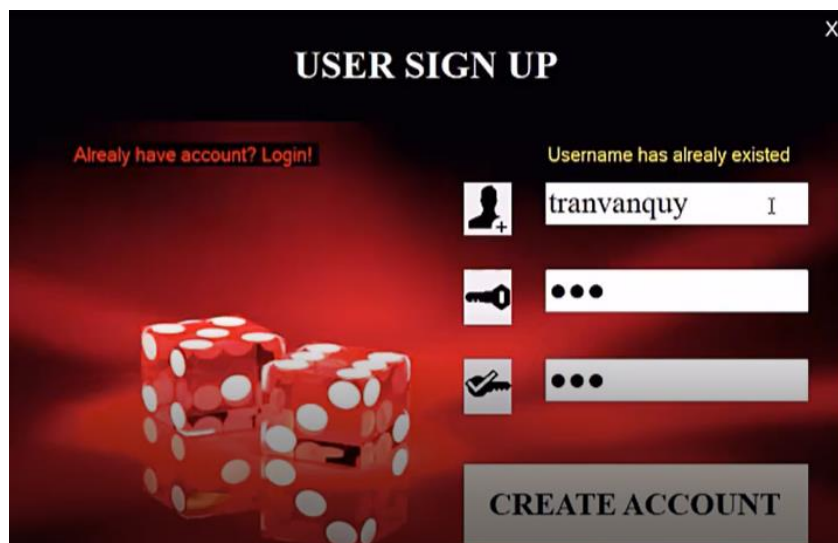 X
USER SIGN UP
Alrealy have account? Login!
Username has alrealy existed
tranvanquy
CREATE ACCOUNT